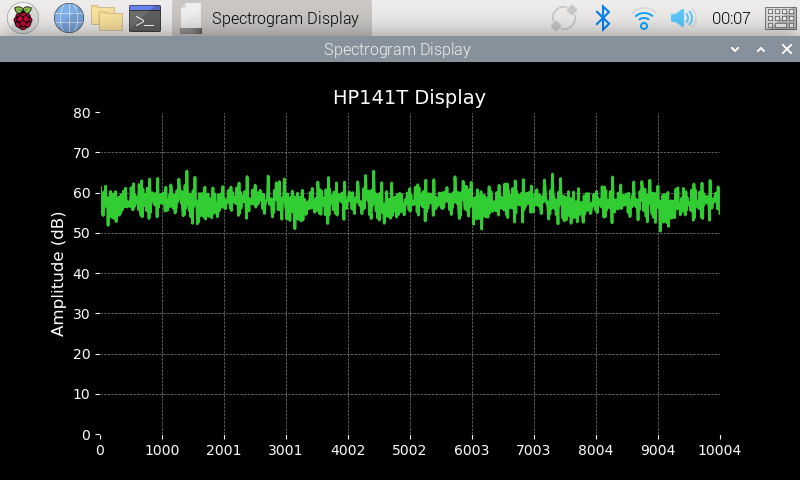 Spectrogram Display
00:07
Spectrogram Display
HP141T Display
80
70
60
50
40
30
20
10
0
Amplitude (dB)
0 1000 2001 3001 4002 5002 6003 7003 8004 9004 10004